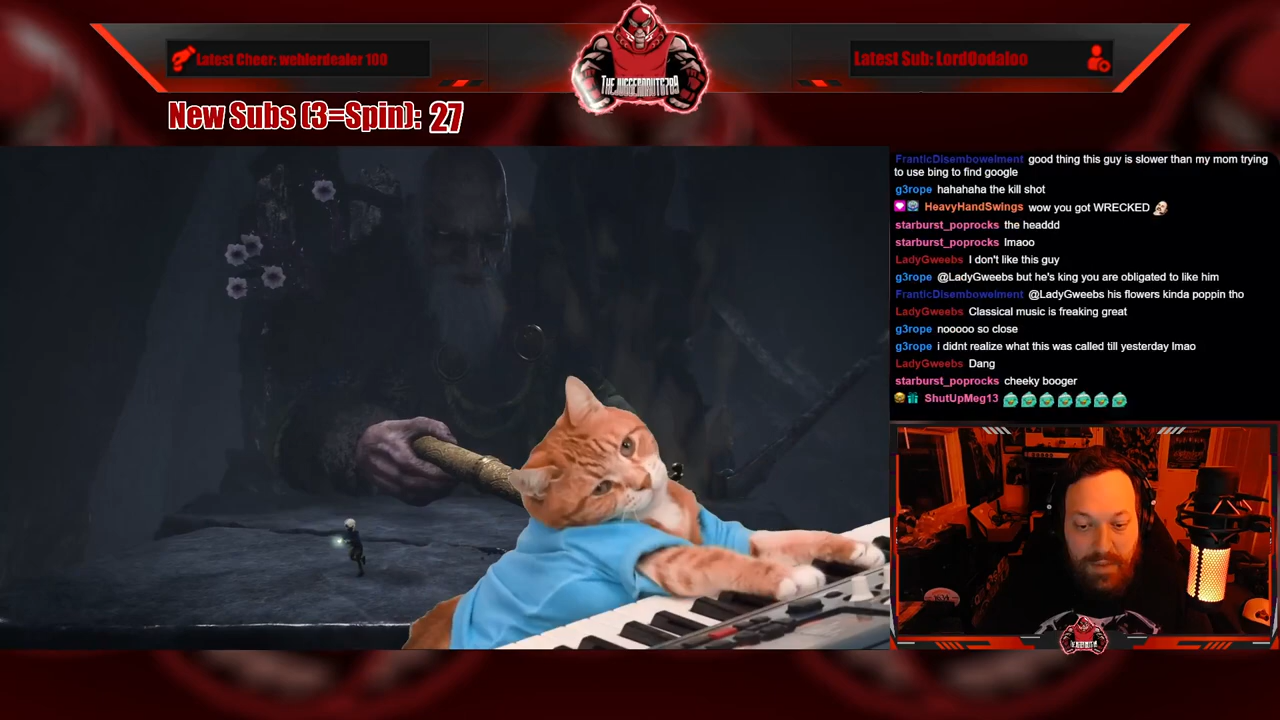 Latest Cheer: wehlerdealer 100
THEJUGGERNAUT6789
Latest Sub: LordOodaloo
New Subs (3=Spin): 27
FranticDisembowelment good thing this guy is slower than my mom trying
to use bing to find google
g3rope hahahaha the kill shot
HeavyHandSwings wow you got WRECKED
starburst_poprocks the headdd
starburst_poprocks lmaoo
LadyGweebs I don't like this guy
g3rope @LadyGweebs but he's king you are obligated to like him
FranticDisembowelment @LadyGweebs his flowers kinda poppin tho
LadyGweebs Classical music is freaking great
g3rope nooooo so close
g3rope i didnt realize what this was called till yesterday lmao
LadyGweebs Dang
starburst_poprocks cheeky booger
ShutUpMeg13